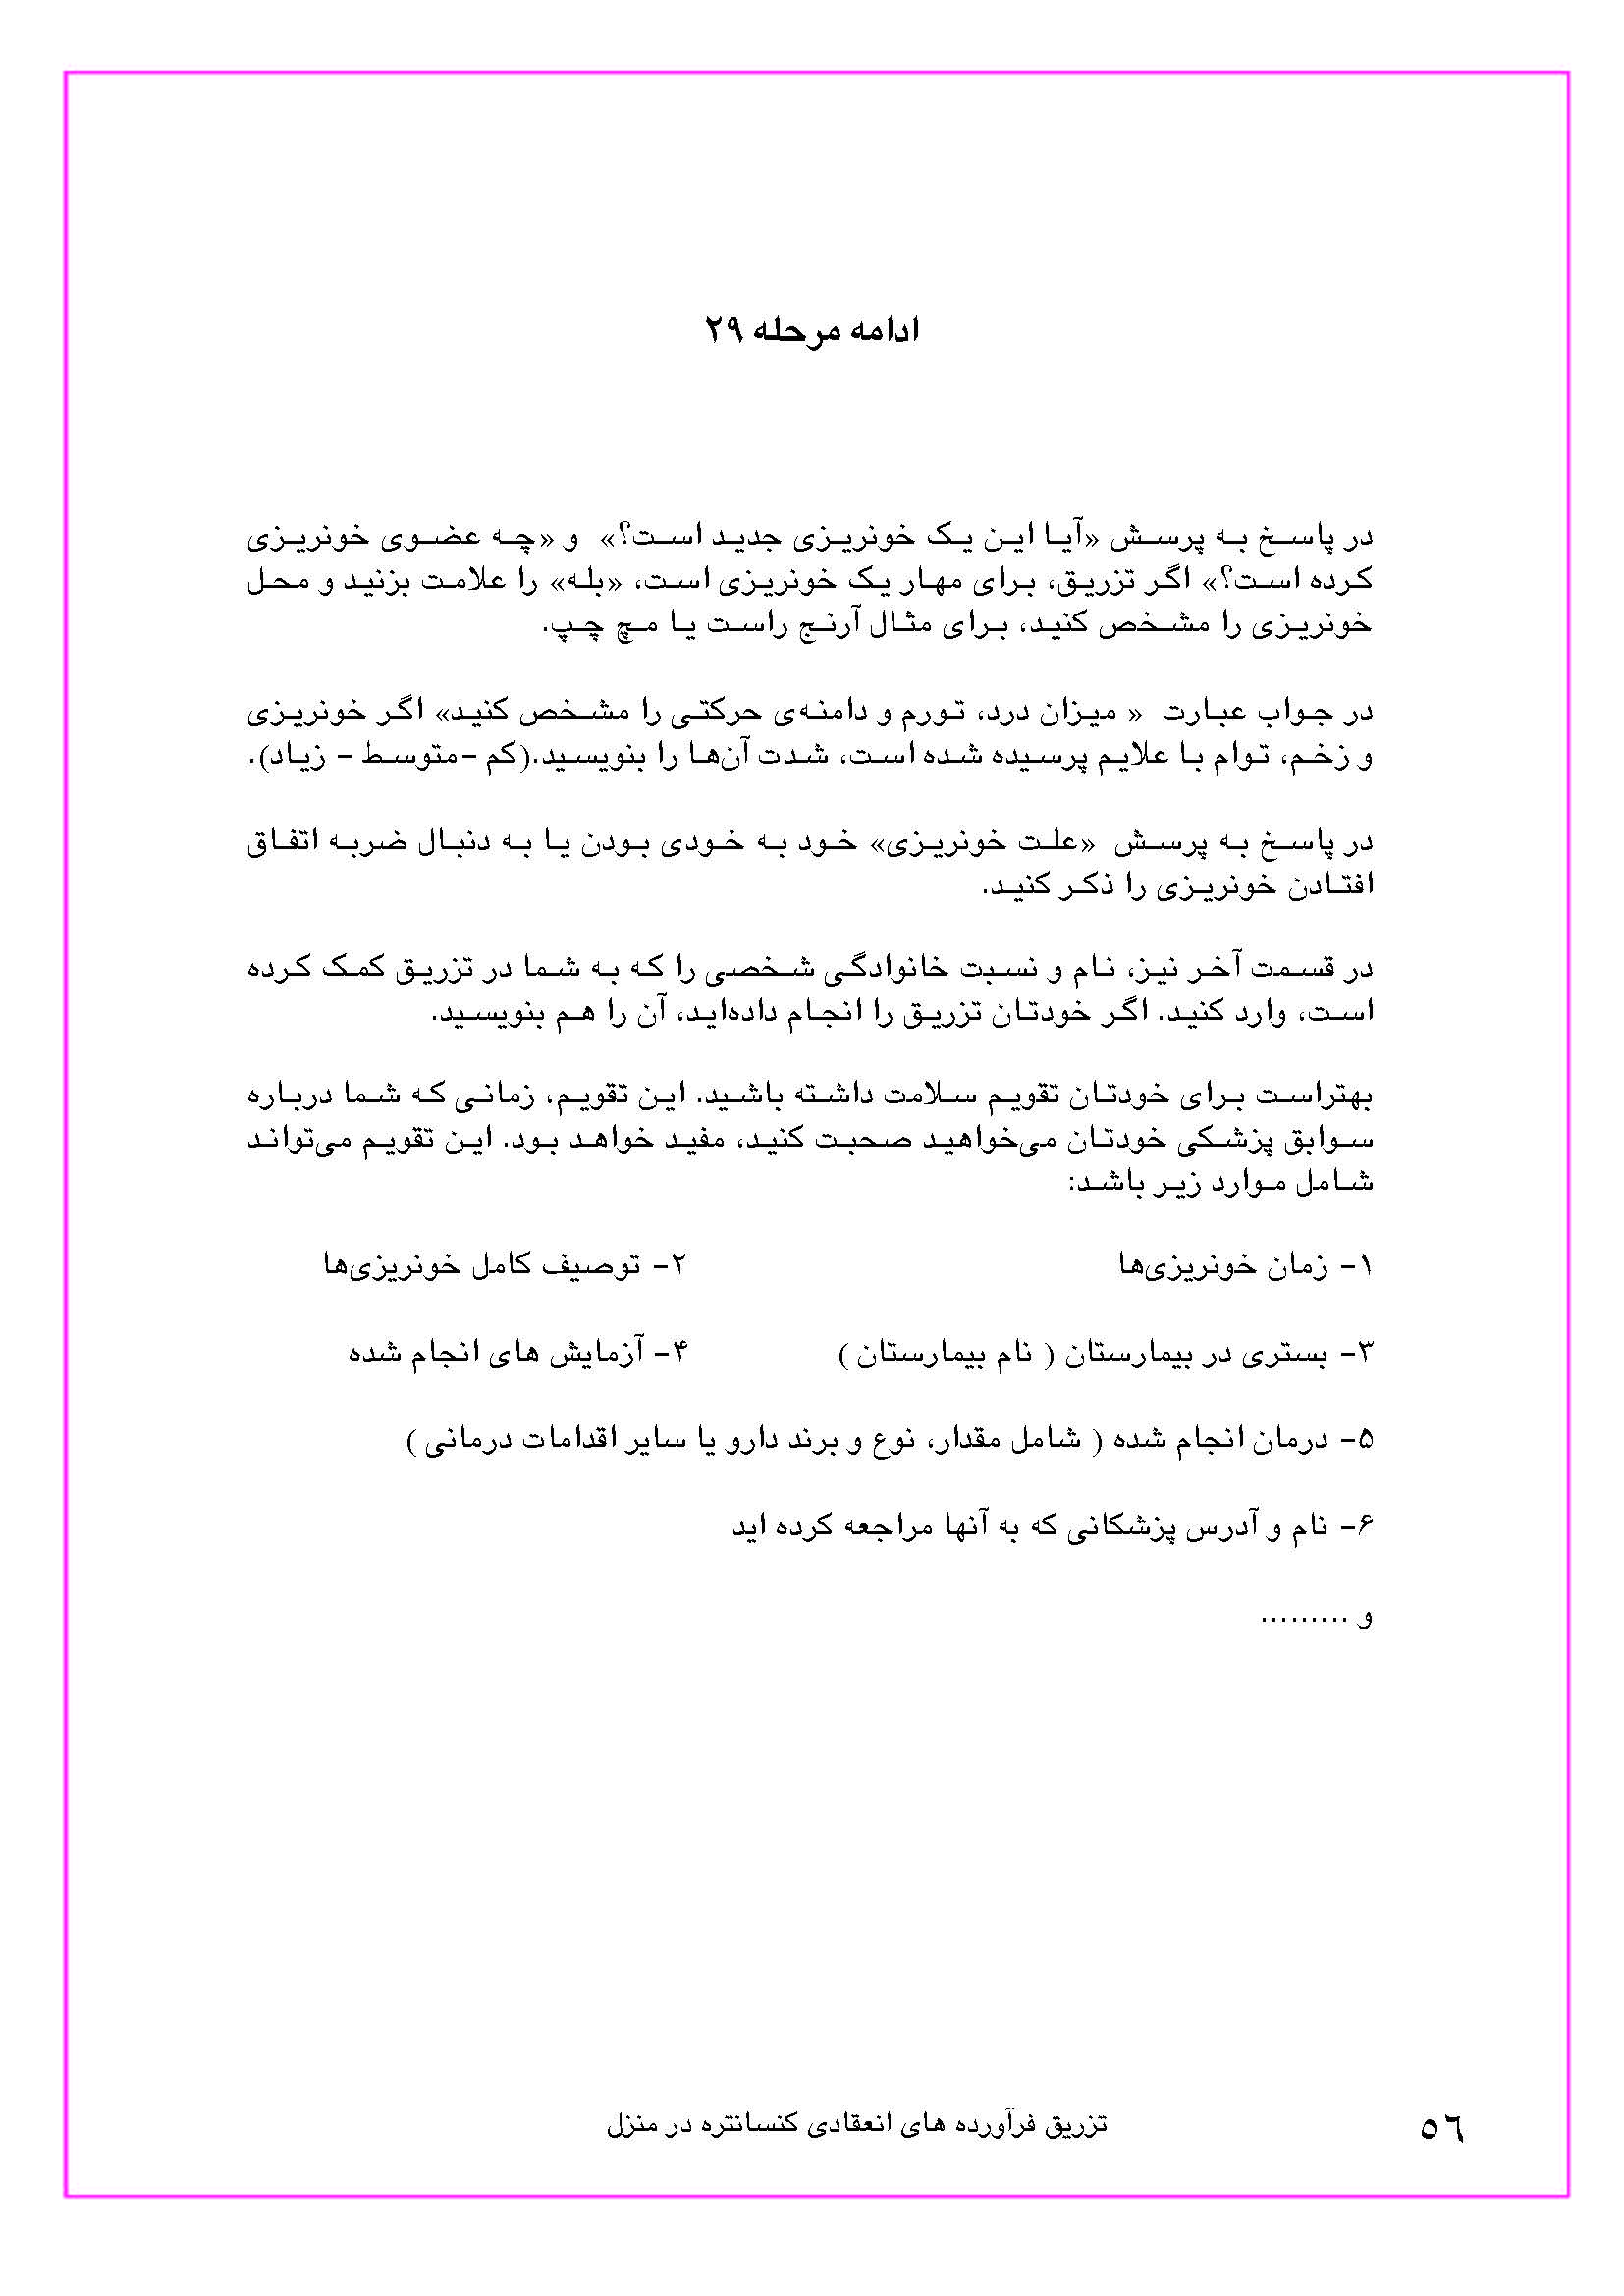 ادامه مرحله ۲۹
در پاسخ به پرسش «آیا این یک خونریزی جدید است؟» و «چه عضوی خونریزی
کرده است؟» اگر تزریق، برای مهار یک خونریزی است، «بله» را علامت بزنید و محل
خونریزی را مشخص کنید، برای مثال آرنج راست یا مچ چپ.
در جواب عبارت « میزان درد، تورم و دامنه‌ی حرکتی را مشخص کنید» اگر خونریزی
و زخم، توام با علایم پرسیده شده است، شدت آن‌ها را بنویسید.(کم -متوسط - زیاد).
در پاسخ به پرسش «علت خونریزی» خود به خودی بودن یا به دنبال ضربه اتفاق
افتادن خونریزی را ذکر کنید.
در قسمت آخر نیز، نام و نسبت خانوادگی شخصی را که به شما در تزریق کمک کرده
است، وارد کنید. اگر خودتان تزریق را انجام داده‌اید، آن را هم بنویسید.
بهتراست برای خودتان تقویم سلامت داشته باشید. این تقویم، زمانی که شما درباره
سوابق پزشکی خودتان می‌خواهید صحبت کنید، مفید خواهد بود. این تقویم می‌تواند
شامل موارد زیر باشد:
۱- زمان خونریزی‌ها ۲- توصیف کامل خونریزی‌ها
۳- بستری در بیمارستان ( نام بیمارستان ) ۴- آزمایش های انجام شده
۵- درمان انجام شده ( شامل مقدار، نوع و برند دارو یا سایر اقدامات درمانی )
۶- نام و آدرس پزشکانی که به آنها مراجعه کرده اید
و .........
تزریق فرآورده های انعقادی کنسانتره در منزل
٥٦